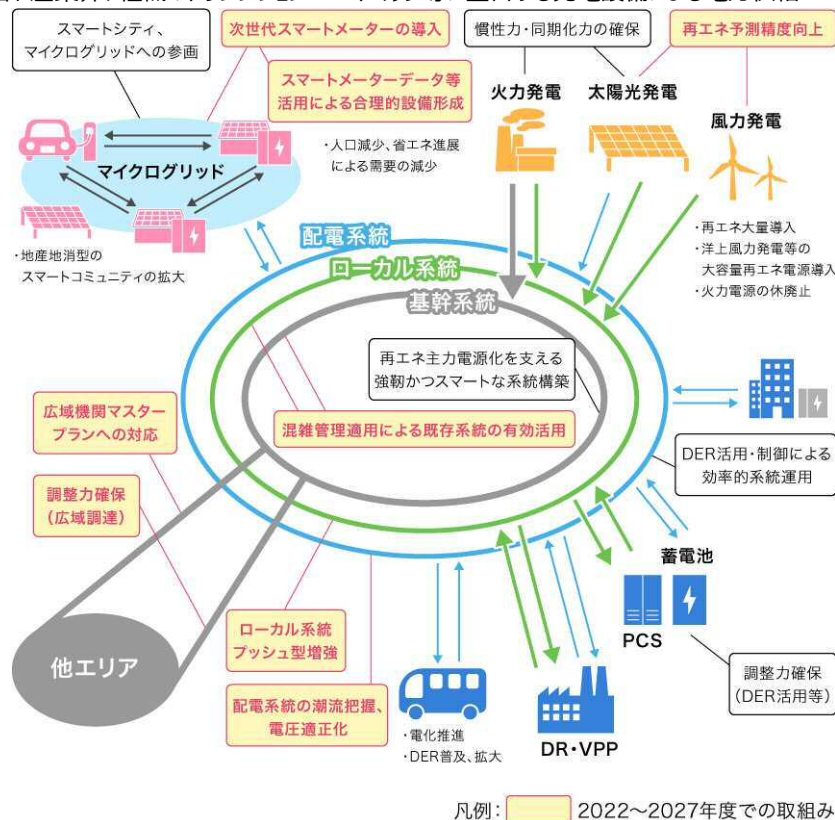 スマートシティ、
マイクログリッドへの参画
次世代スマートメーターの導入
スマートメーターデータ等
活用による合理的設備形成
・人口減少、省エネ進展
による需要の減少
マイクログリッド
・地産地消型の
スマートコミュニティの拡大
慣性力・同期化力の確保
再エネ予測精度向上
火力発電
太陽光発電
風力発電
・再エネ大量導入
・洋上風力発電等の
大容量再エネ電源導入
・火力電源の休廃止
配電系統
ローカル系統
基幹系統
再エネ主力電源化を支える
強靭かつスマートな系統構築
混雑管理適用による既存系統の有効活用
広域機関マスター
プランへの対応
調整力確保
（広域調達）
DER活用・制御による
効率的系統運用
蓄電池
PCS
調整力確保
（DER活用等）
ローカル系統
プッシュ型増強
他エリア
配電系統の潮流把握、
電圧適正化
・電化推進
・DER普及、拡大
DR・VPP
凡例：
2022～2027年度での取組み